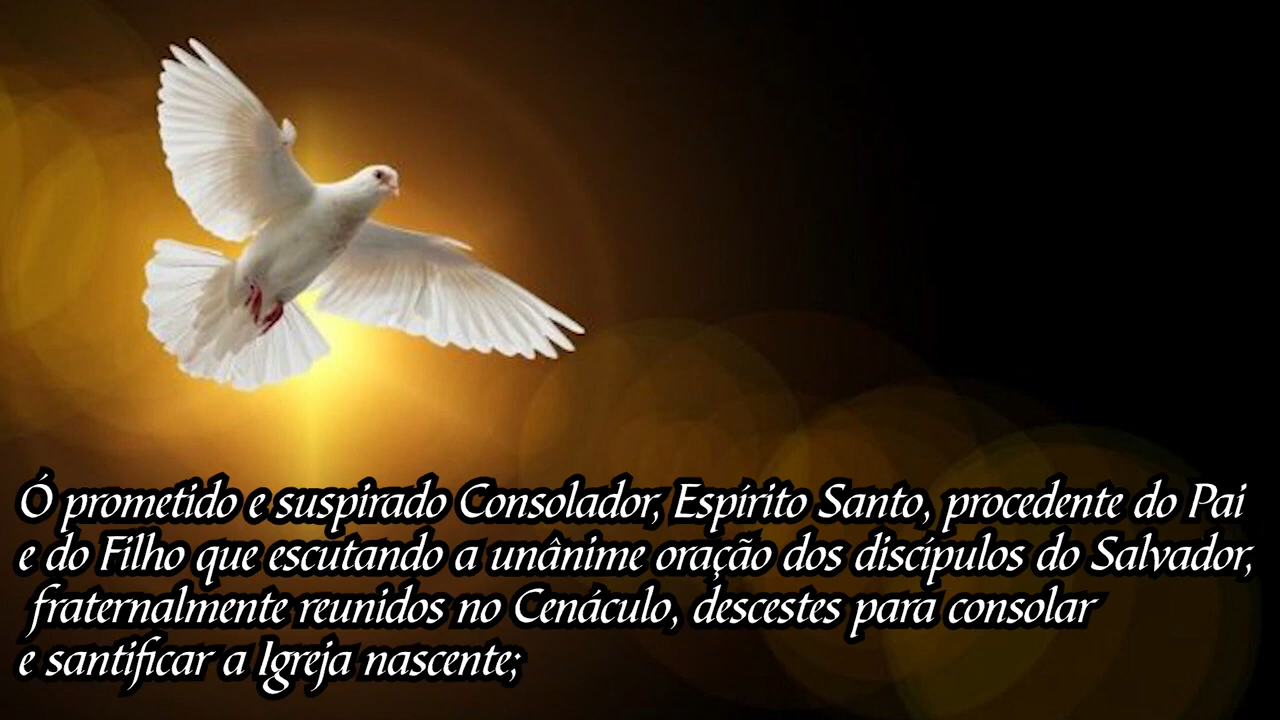 Ó prometido e suspirado Consolador, Espírito Santo, procedente do Pai
e do Filho que escutando a unânime oração dos discípulos do Salvador,
fraternalmente reunidos no Cenáculo, descestes para consolar
e santificar a Igreja nascente;